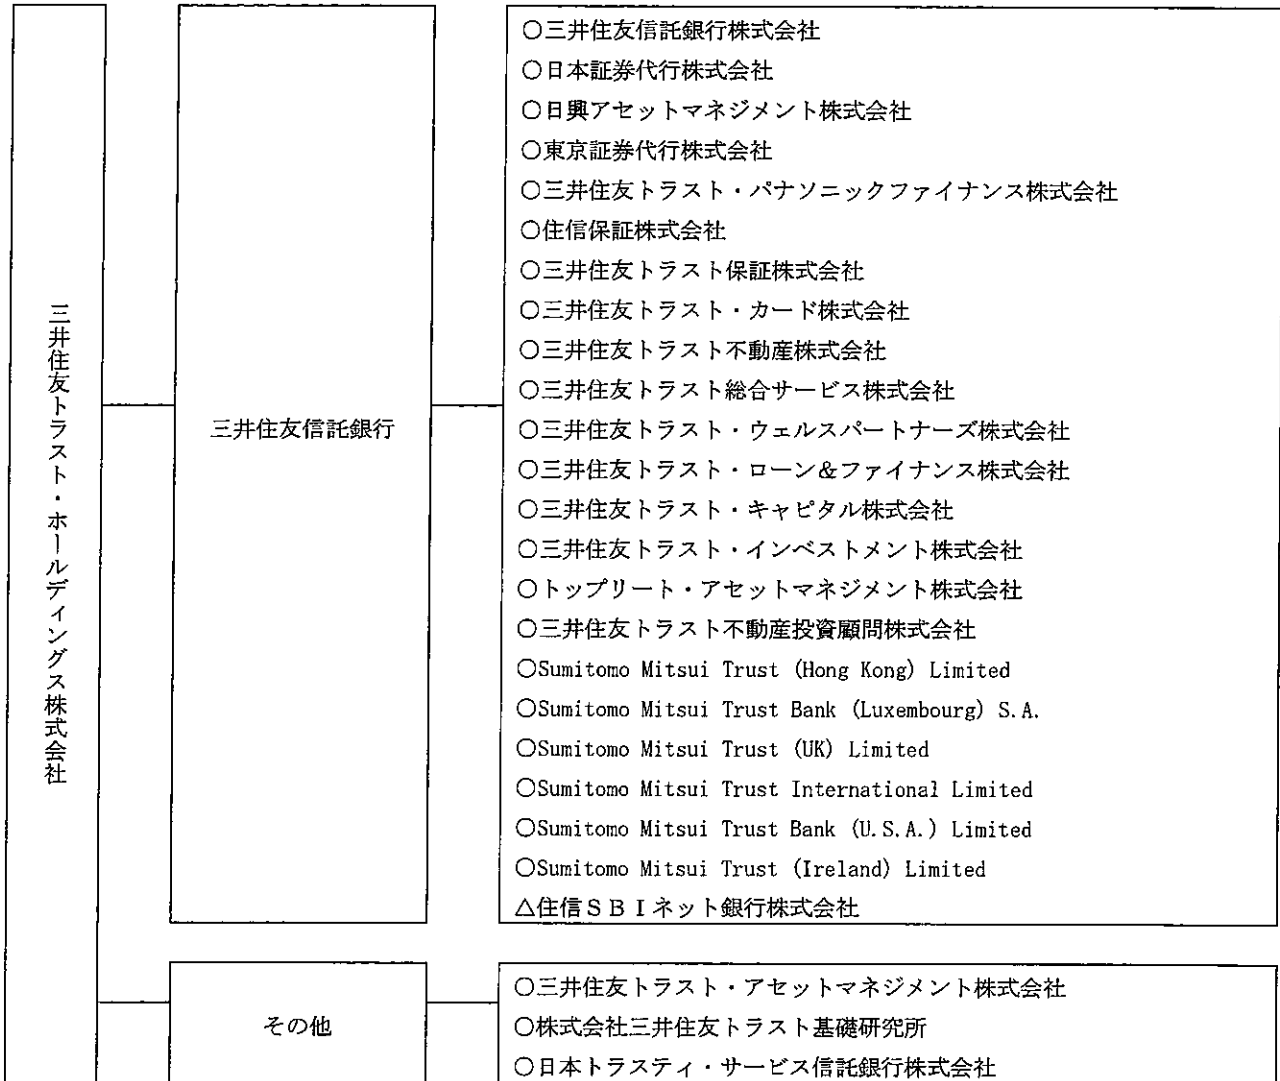 三井住友トラスト・ホールディングス株式会社
三井住友信託銀行
○三井住友信託銀行株式会社
○日本証券代行株式会社
○日興アセットマネジメント株式会社
○東京証券代行株式会社
○三井住友トラスト・パナソニックファイナンス株式会社
○住信保証株式会社
○三井住友トラスト保証株式会社
○三井住友トラスト・カード株式会社
○三井住友トラスト不動産株式会社
○三井住友トラスト総合サービス株式会社
○三井住友トラスト・ウェルスパートナーズ株式会社
○三井住友トラスト・ローン&ファイナンス株式会社
○三井住友トラスト・キャピタル株式会社
○三井住友トラスト・インベストメント株式会社
○トップリート・アセットマネジメント株式会社
○三井住友トラスト不動産投資顧問株式会社
○Sumitomo Mitsui Trust (Hong Kong) Limited
○Sumitomo Mitsui Trust Bank (Luxembourg) S.A.
○Sumitomo Mitsui Trust (UK) Limited
○Sumitomo Mitsui Trust International Limited
○Sumitomo Mitsui Trust Bank (U.S.A.) Limited
○Sumitomo Mitsui Trust (Ireland) Limited
△住信SBIネット銀行株式会社
その他
○三井住友トラスト・アセットマネジメント株式会社
○株式会社三井住友トラスト基礎研究所
○日本トラスティ・サービス信託銀行株式会社